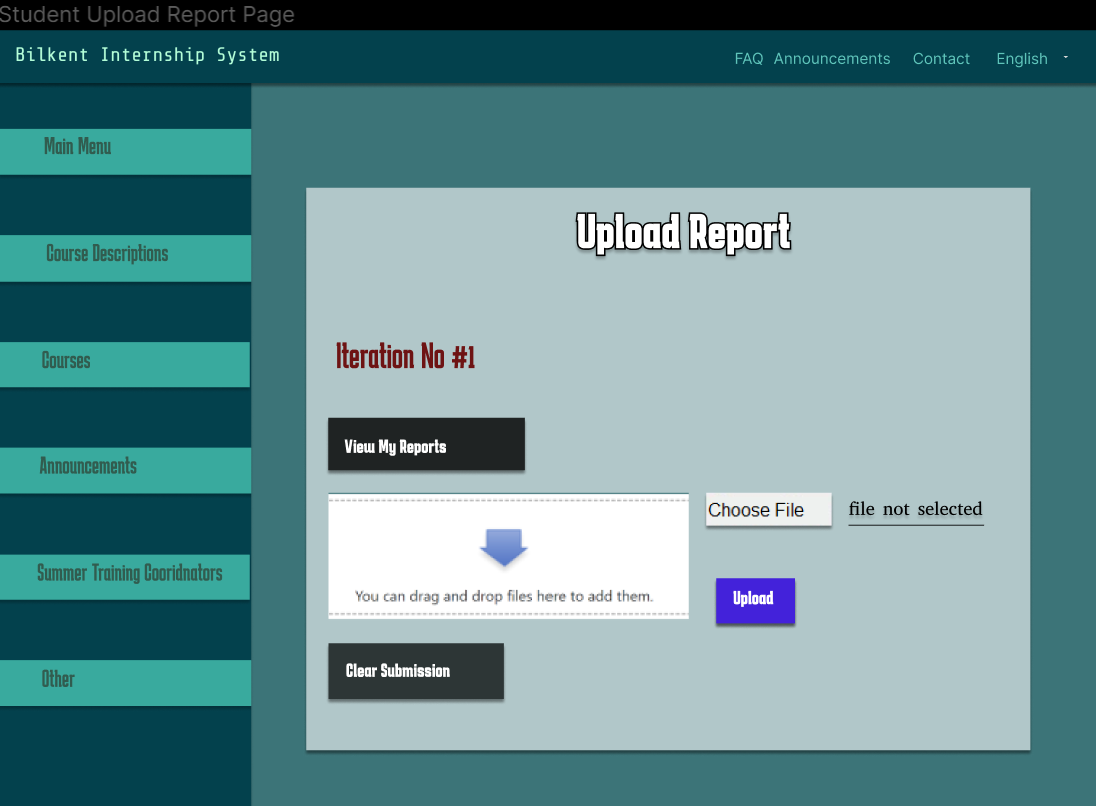 Student Upload Report Page
Bilkent Internship System
FAQ Announcements Contact English
Main Menu
Course Descriptions
Courses
Announcements
Summer Training Cooridnators
Other
Upload Report
Iteration No #1
View My Reports
Choose File file not selected
You can drag and drop files here to add them.
Upload
Clear Submission